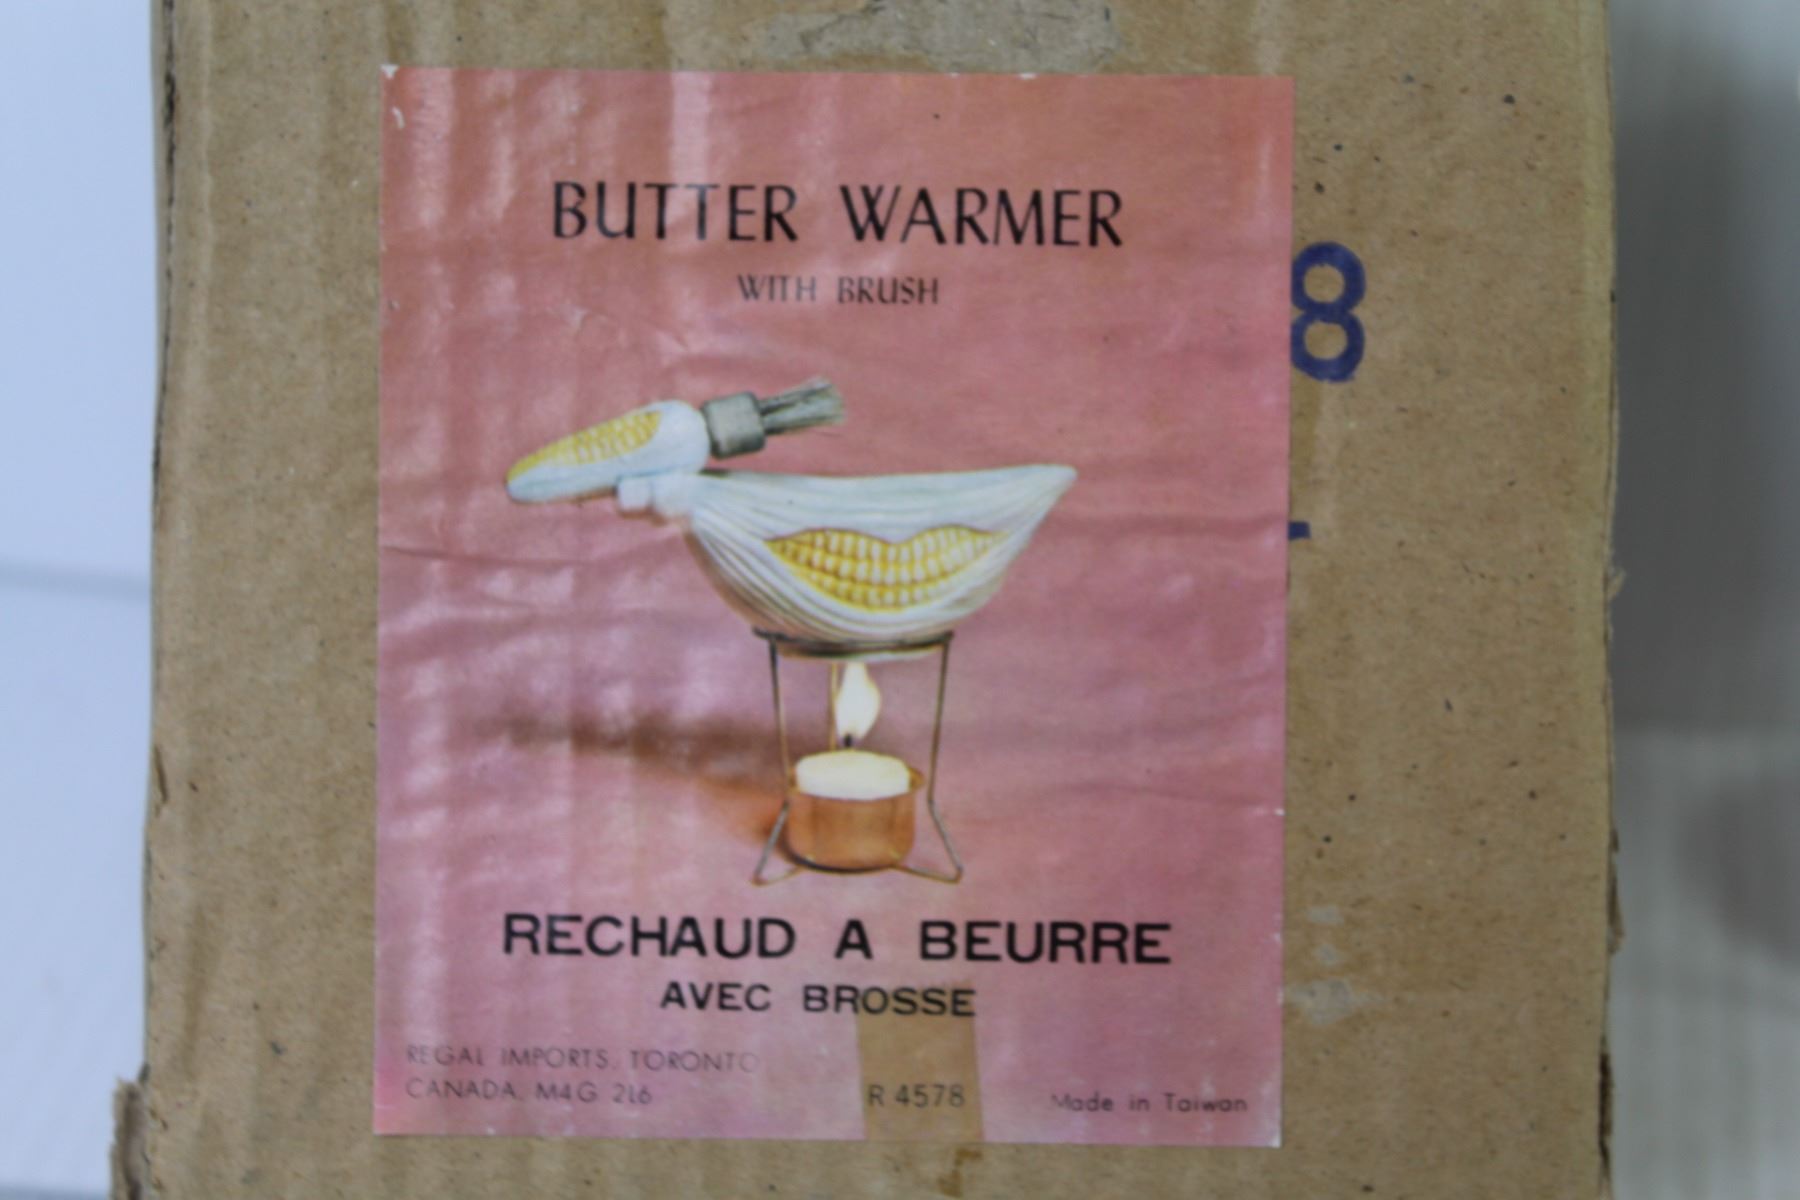 BUTTER WARMER
WITH BRUSH
8
RECHAUD A BEURRE
AVEC BROSSE
REGAL IMPORTS, TORONTO
CANADA, M4G 2L6
R 4578
Made in Taiwan